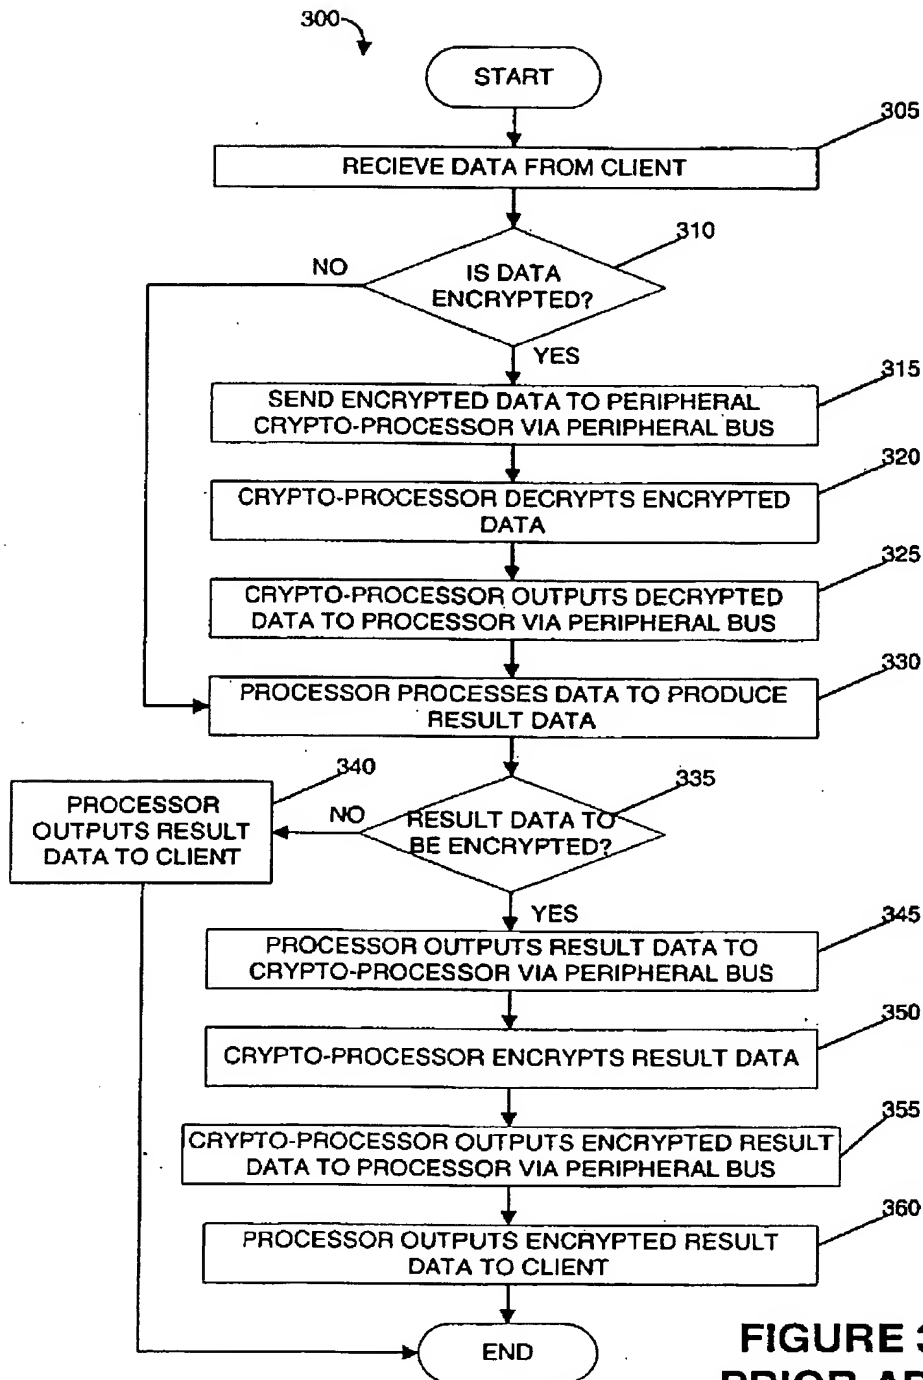 300
START
305
RECIEVE DATA FROM CLIENT
310
NO
IS DATA
ENCRYPTED?
YES
315
SEND ENCRYPTED DATA TO PERIPHERAL
CRYPTO-PROCESSOR VIA PERIPHERAL BUS
320
CRYPTO-PROCESSOR DECRYPTS ENCRYPTED
DATA
325
CRYPTO-PROCESSOR OUTPUTS DECRYPTED
DATA TO PROCESSOR VIA PERIPHERAL BUS
330
PROCESSOR PROCESSES DATA TO PRODUCE
RESULT DATA
340
PROCESSOR
OUTPUTS RESULT
DATA TO CLIENT
335
NO
RESULT DATA TO
BE ENCRYPTED?
YES
345
PROCESSOR OUTPUTS RESULT DATA TO
CRYPTO-PROCESSOR VIA PERIPHERAL BUS
350
CRYPTO-PROCESSOR ENCRYPTS RESULT DATA
355
CRYPTO-PROCESSOR OUTPUTS ENCRYPTED RESULT
DATA TO PROCESSOR VIA PERIPHERAL BUS
360
PROCESSOR OUTPUTS ENCRYPTED RESULT
DATA TO CLIENT
END
FIGURE 3
PRIOR ART